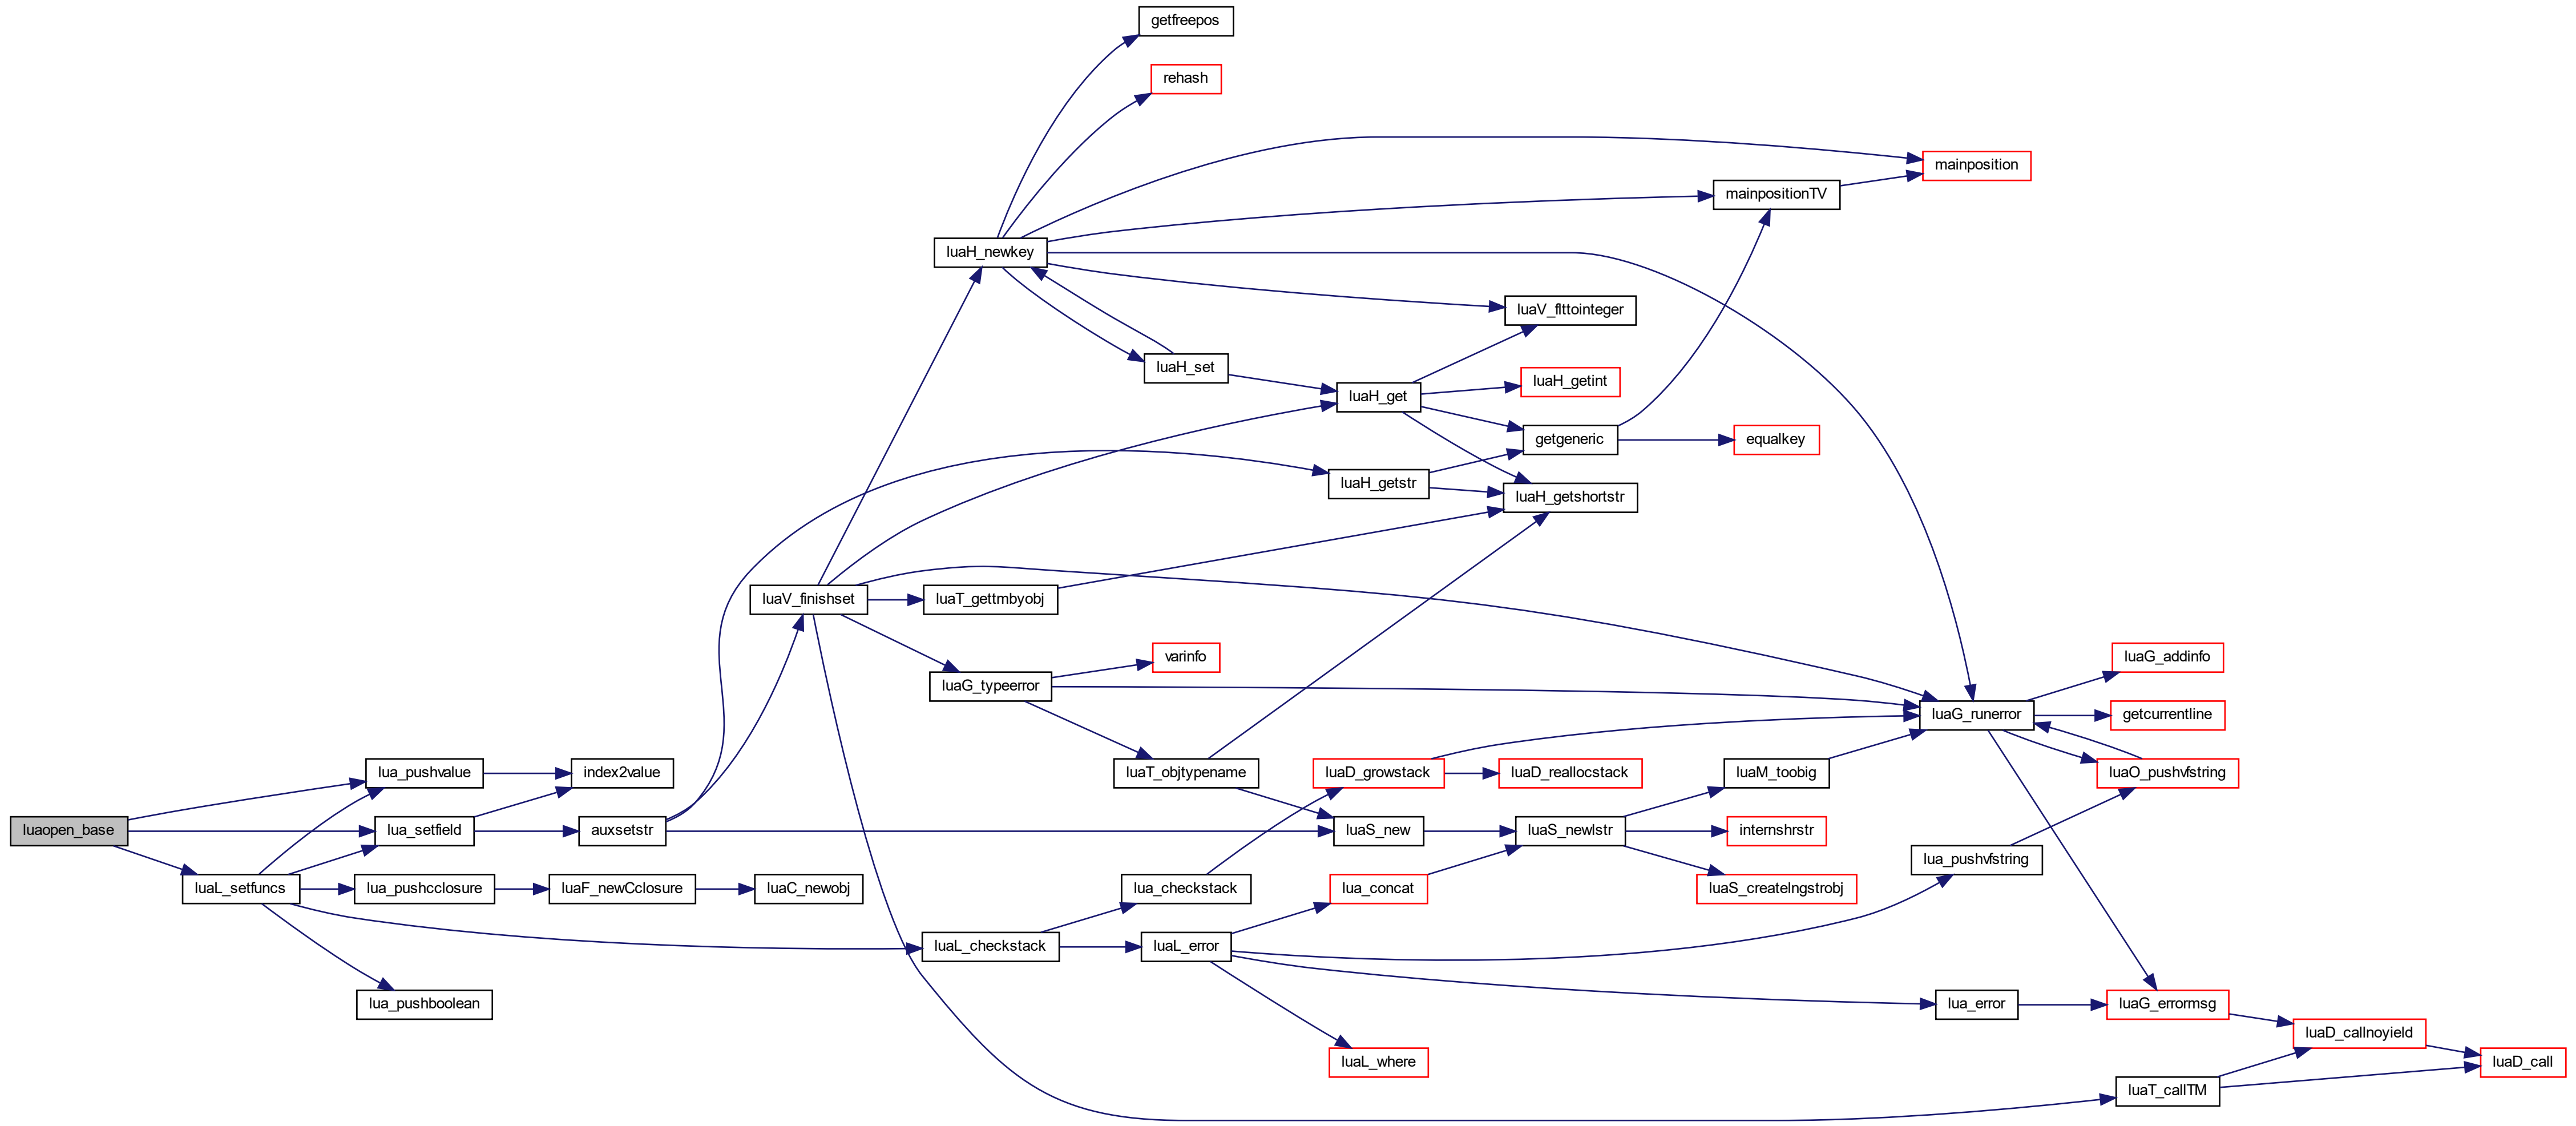 getfreepos
rehash
mainposition
mainpositionTV
luaH_newkey
luaV_flttointeger
luaH_set
luaH_getint
luaH_get
getgeneric
equalkey
luaH_getstr
luaH_getshortstr
luaV_finishset
luaT_gettmbyobj
varinfo
luaG_addinfo
luaG_typeerror
luaG_runerror
getcurrentline
lua_pushvalue
index2value
luaT_objtypename
luaD_growstack
luaD_reallocstack
luaM_toobig
luaO_pushvfstring
luaopen_base
lua_setfield
auxsetstr
luaS_new
luaS_newlstr
internshrstr
lua_pushvfstring
luaL_setfuncs
lua_pushcclosure
luaF_newCclosure
luaC_newobj
lua_checkstack
lua_concat
luaS_createlngstrobj
luaL_checkstack
luaL_error
lua_pushboolean
lua_error
luaG_errormsg
luaD_callnoyield
luaL_where
luaD_call
luaT_callTM